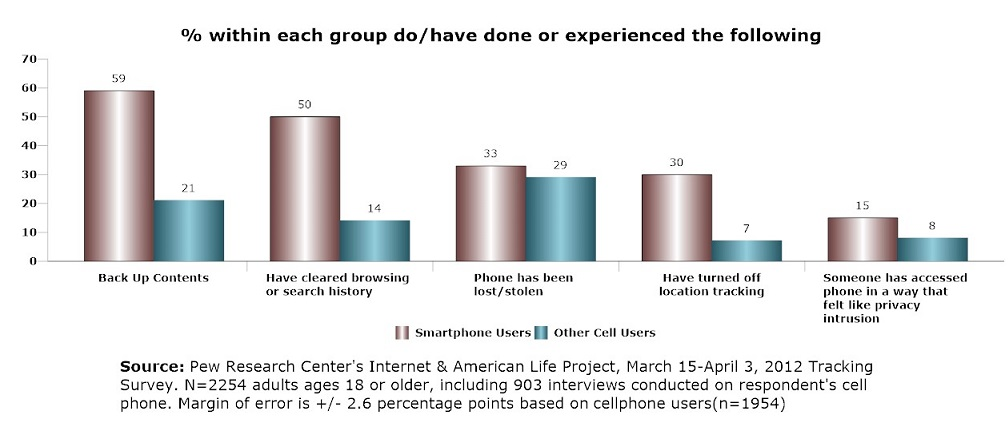 % within each group do/have done or experienced the following
70
60
50
40
30
20
10
0
59
21
50
14
33
29
30
7
15
8
Back Up Contents
Have cleared browsing
or search history
Phone has been
lost/stolen
Have turned off
location tracking
Someone has accessed
phone in a way that
felt like privacy
intrusion
Smartphone Users
Other Cell Users
Source: Pew Research Center's Internet & American Life Project, March 15-April 3, 2012 Tracking
Survey. N=2254 adults ages 18 or older, including 903 interviews conducted on respondent's cell
phone. Margin of error is +/- 2.6 percentage points based on cellphone users(n=1954)